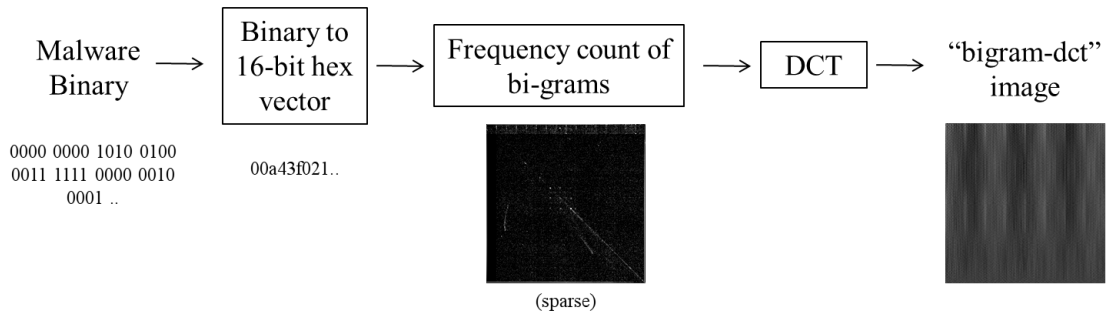 Malware
Binary
0000 0000 1010 0100
0011 1111 0000 0010
0001 ..
Binary to
16-bit hex
vector
00a43f021..
Frequency count of
bi-grams
(sparse)
DCT
“bigram-dct”
image